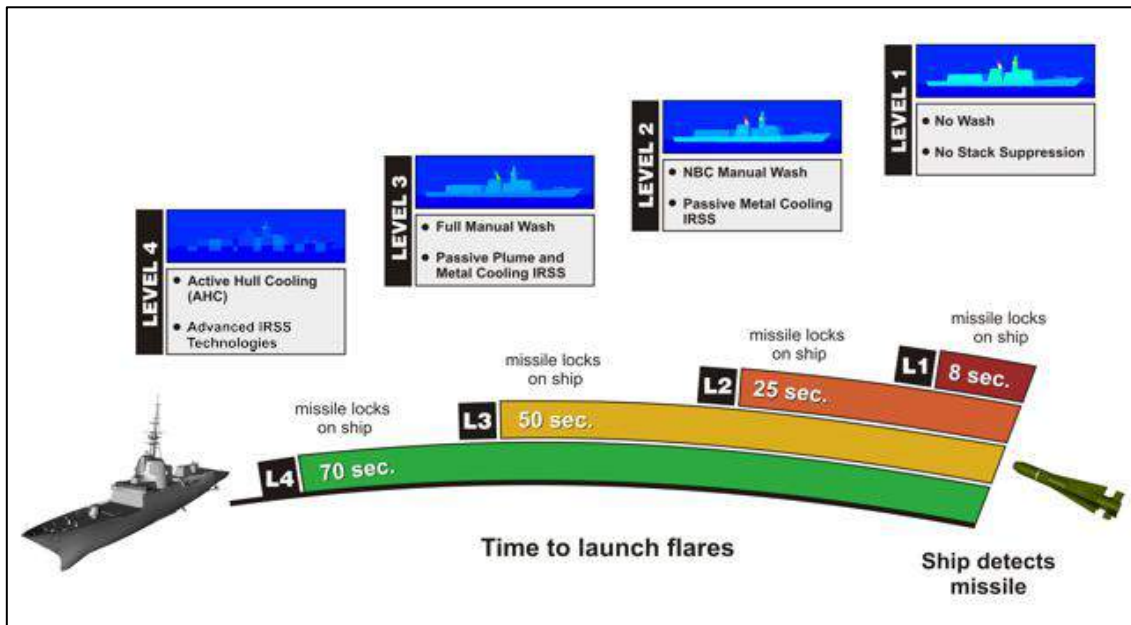 LEVEL 1
● No Wash
● No Stack Suppression
LEVEL 2
● NBC Manual Wash
● Passive Metal Cooling
IRSS
LEVEL 3
● Full Manual Wash
● Passive Plume and
Metal Cooling IRSS
LEVEL 4
● Active Hull Cooling
(AHC)
● Advanced IRSS
Technologies
missile locks
on ship
L1
8 sec.
missile locks
on ship
L2
25 sec.
missile locks
on ship
L3
50 sec.
missile locks
on ship
L4
70 sec.
Time to launch flares
Ship detects
missile